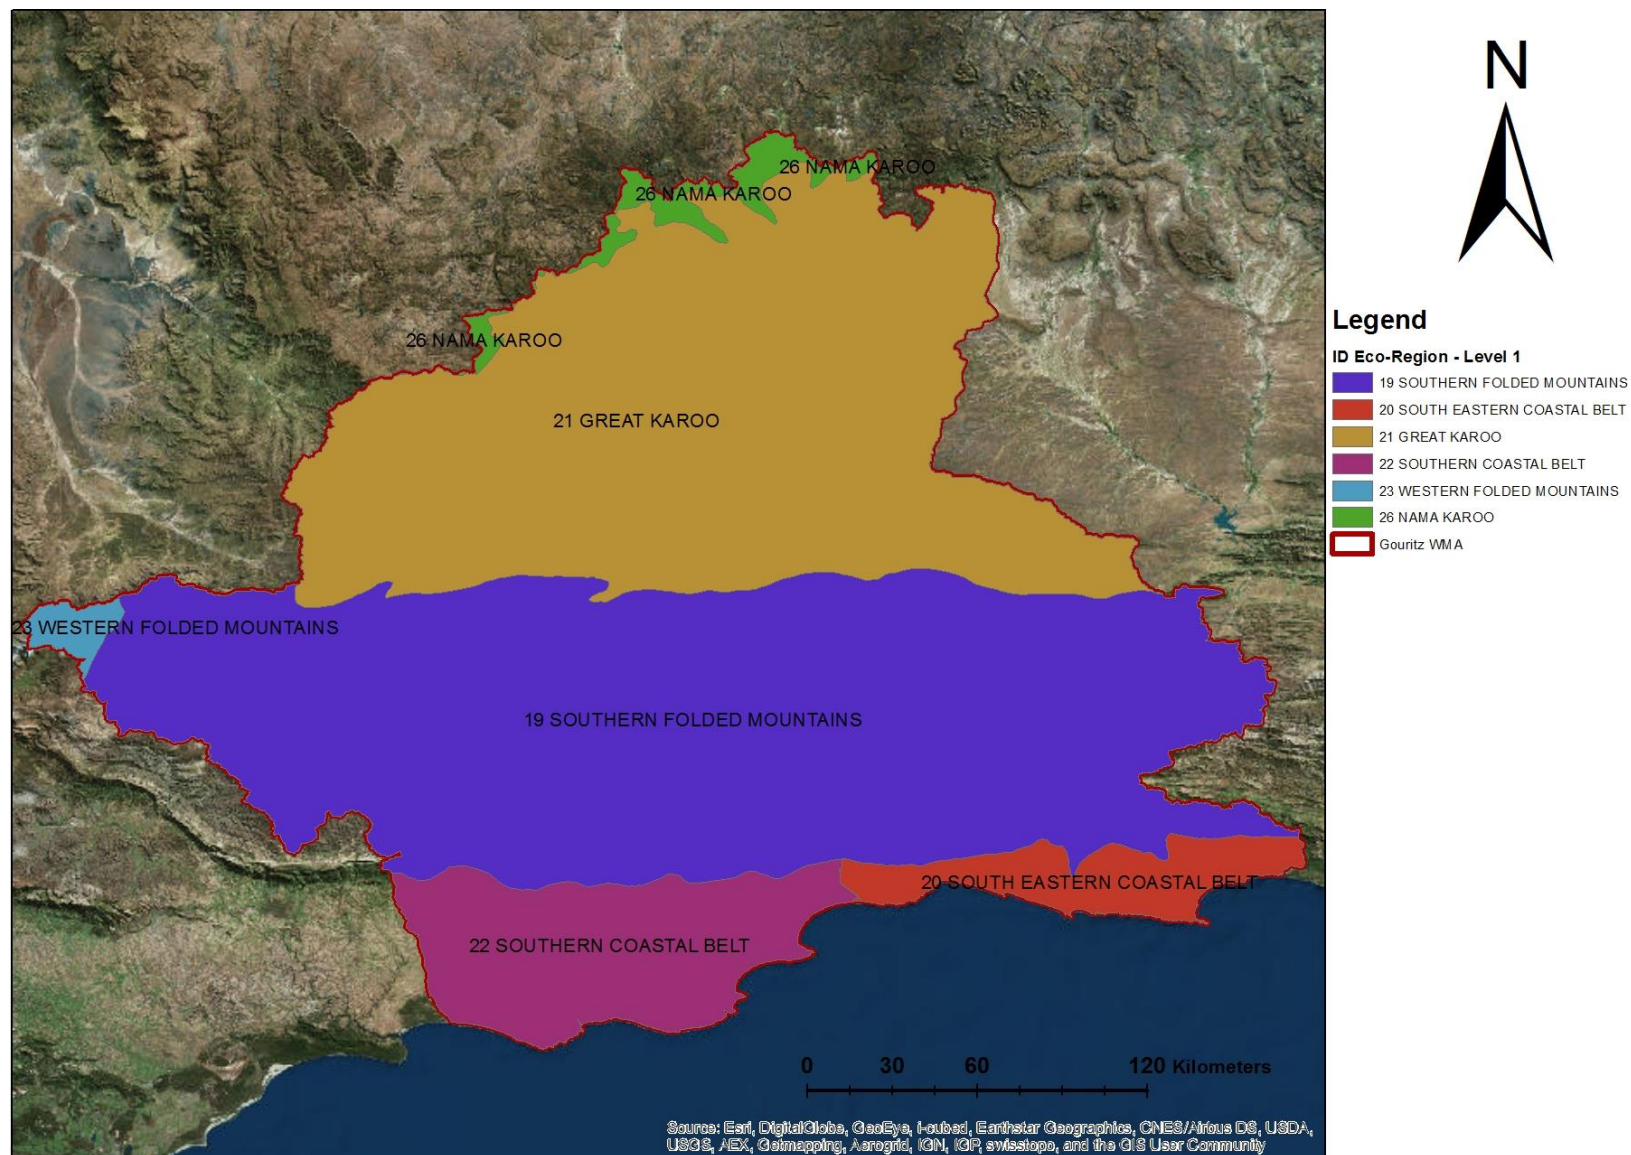 N
26 NAMA KAROO
26 NAMA KAROO
26 NAMA KAROO
21 GREAT KAROO
23 WESTERN FOLDED MOUNTAINS
19 SOUTHERN FOLDED MOUNTAINS
20 SOUTH EASTERN COASTAL BELT
22 SOUTHERN COASTAL BELT
0 30 60 120 Kilometers
Source: Esri, DigitalGlobe, GeoEye, i-cubed, Earthstar Geographics, CNES/Airbus DS, USDA,
USGS, AEX, Getmapping, Aerogrid, IGN, IGP, swisstopo, and the GIS User Community
Legend
ID Eco-Region - Level 1
19 SOUTHERN FOLDED MOUNTAINS
20 SOUTH EASTERN COASTAL BELT
21 GREAT KAROO
22 SOUTHERN COASTAL BELT
23 WESTERN FOLDED MOUNTAINS
26 NAMA KAROO
Gouritz WMA